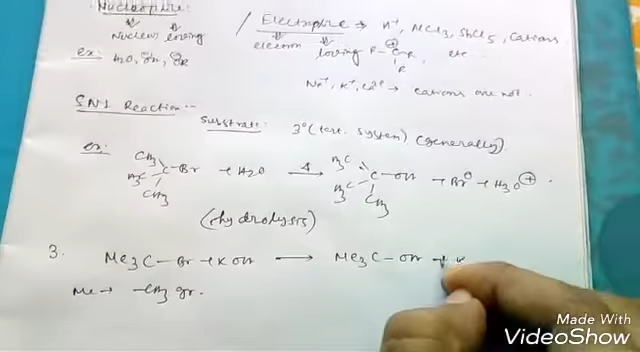 Nucleophile:
Nucleus loving
ex: H2O, OH, OR
/ Electrophile → H+, AlCl3, SbCl5, Cations
electron loving R-C-R, etc...
R
Na+, K+, Ca2+ → cations are not.
SN1 Reaction:-
Substrate: 3° (tert. system) (generally)
ex: CH3 H3C CH3 C-Br + H2O → Δ H3C H3C CH3 C-OH + Br⊖ + H3O⊕.
(Hydrolysis)
3. Me3C-Br + KOH → Me3C-OH + K
Me → -CH3 gr.
Made With
VideoShow